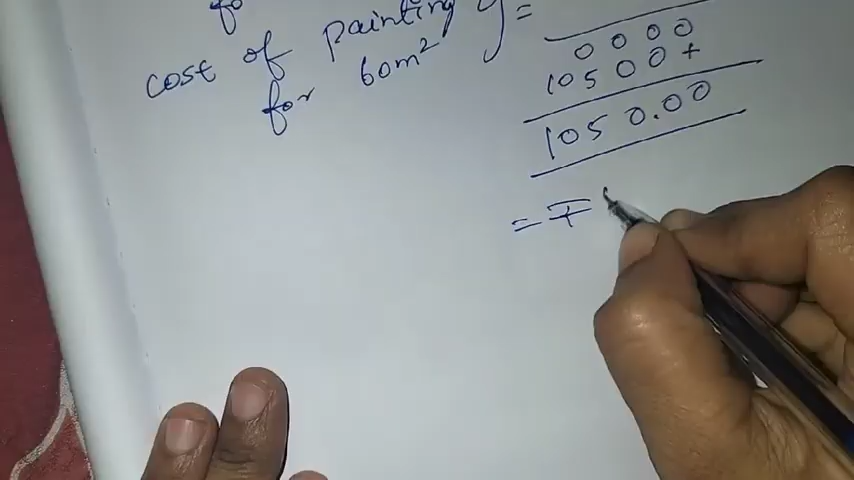 fo
cost of painting } =
for 60m²
0 0 0 0
1 0 5 0 0 +
1 0 5 0.0 0
= ₹